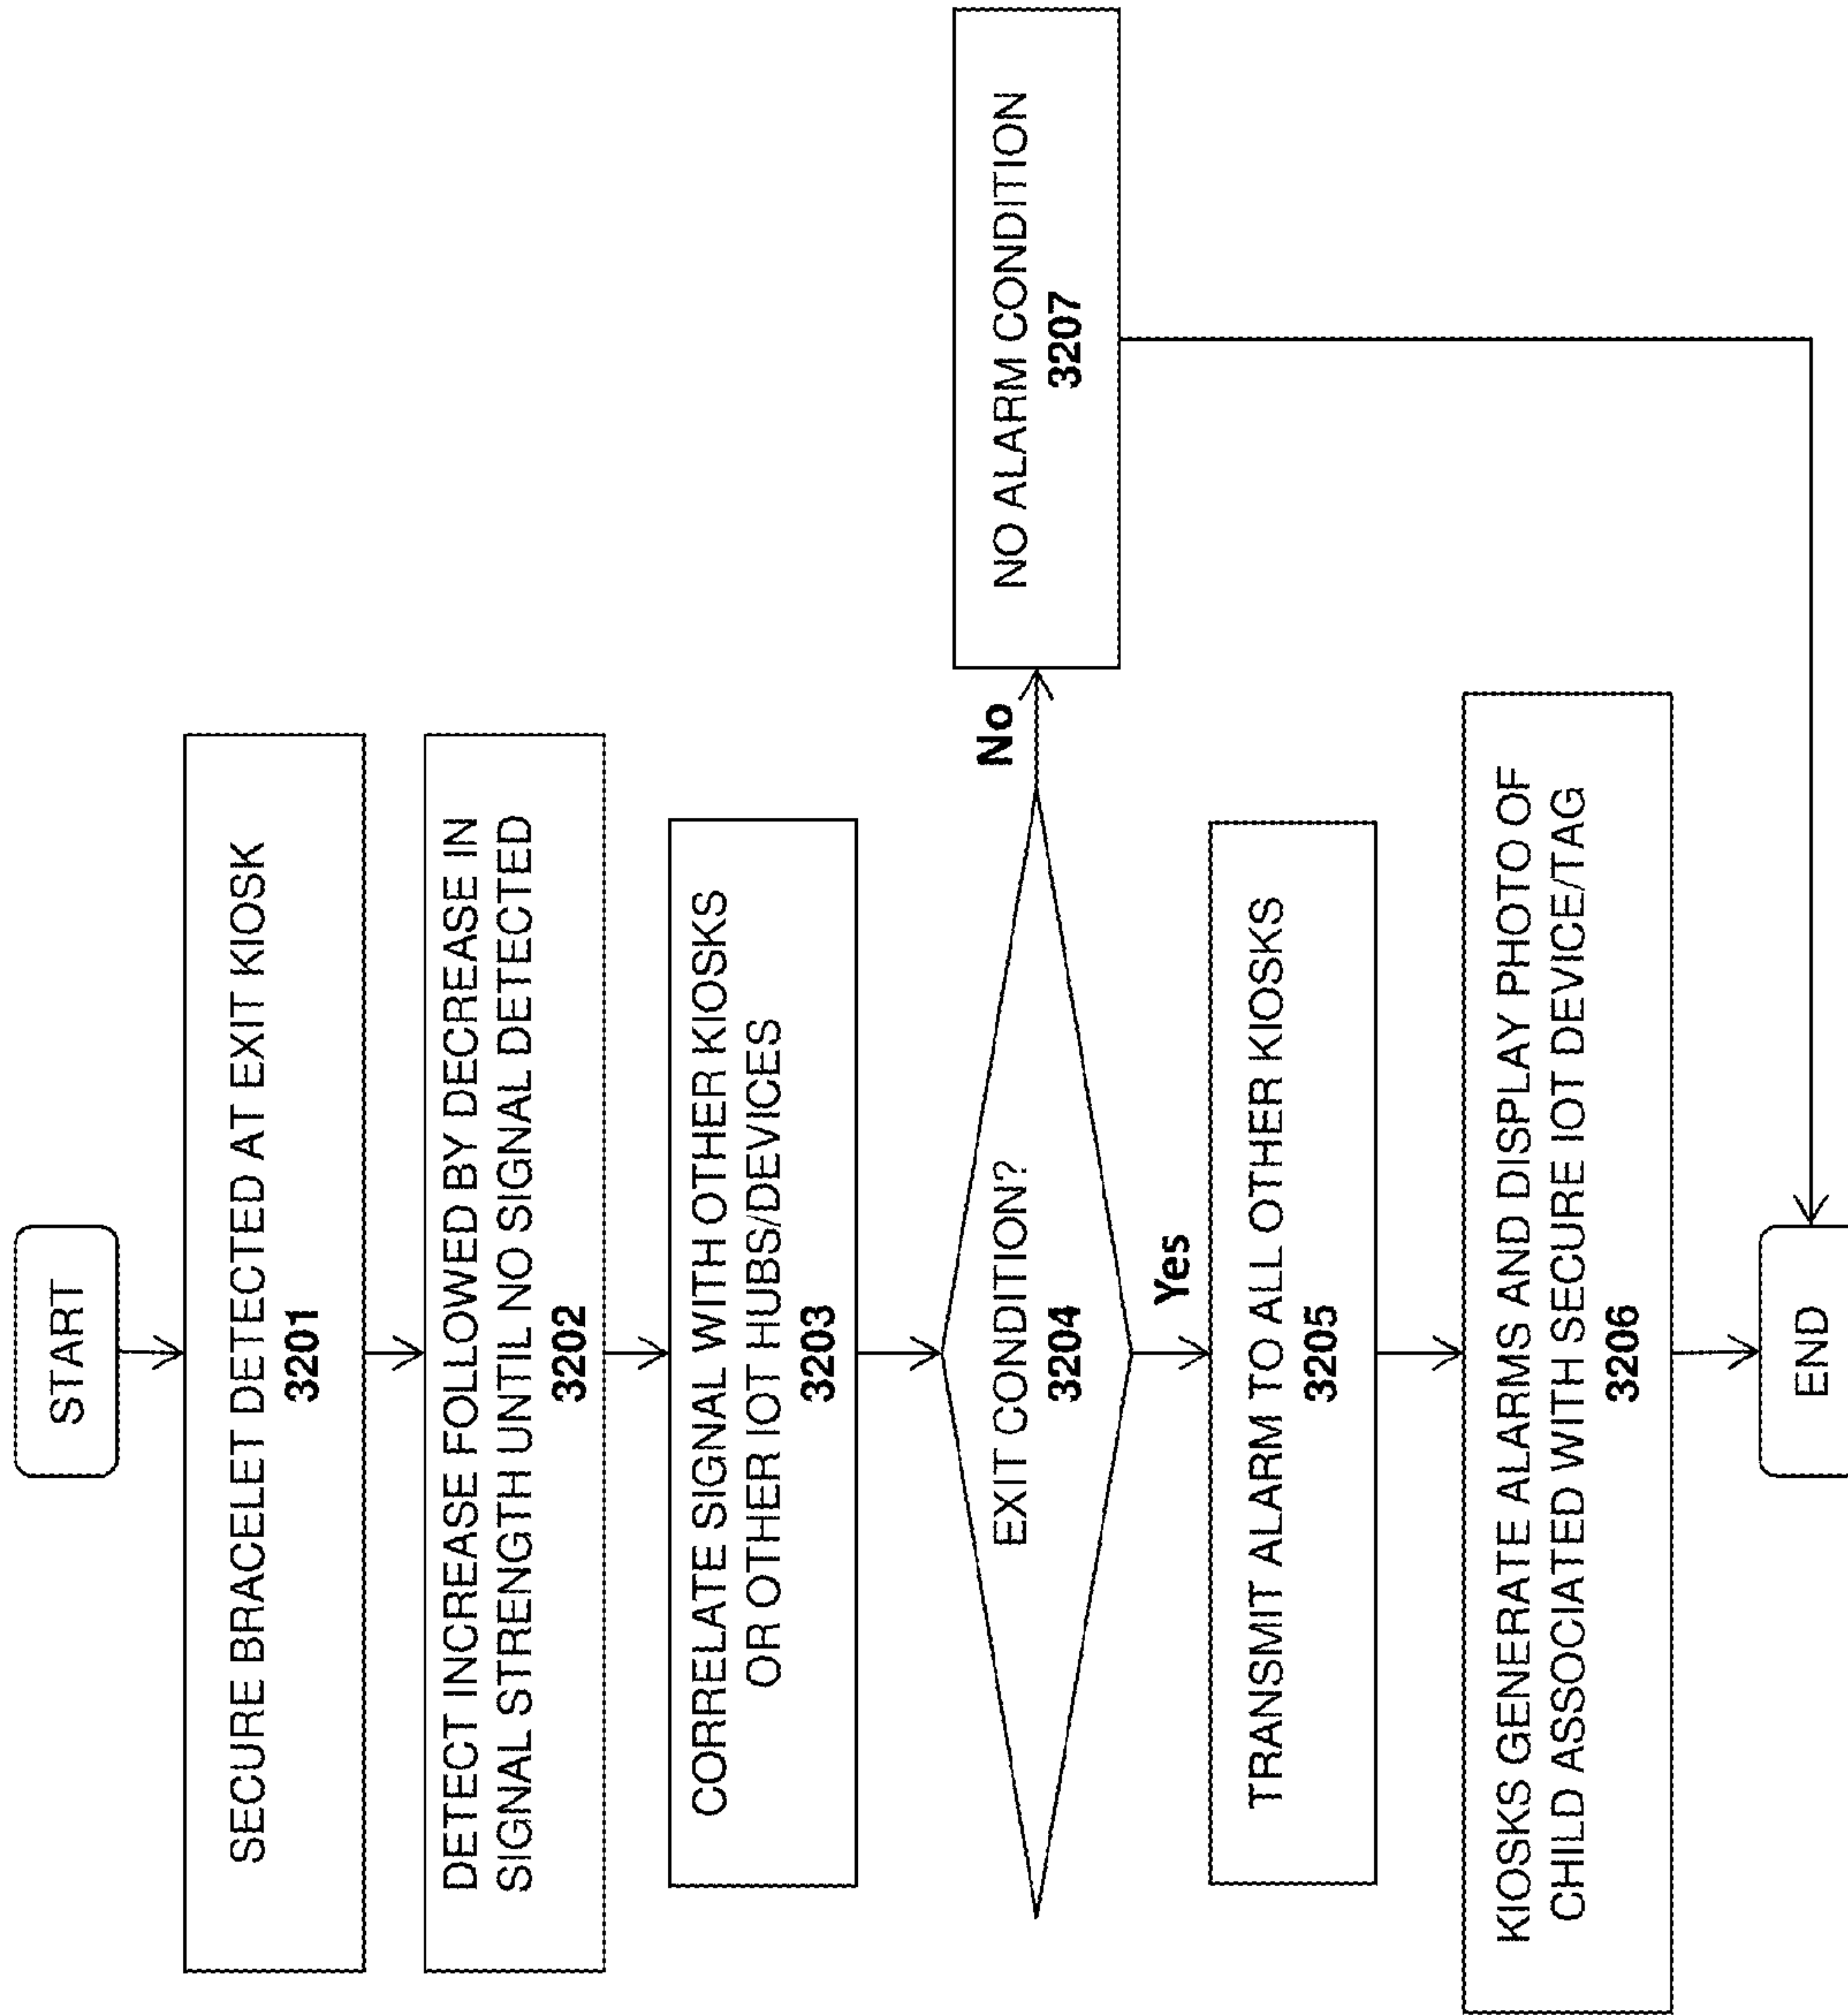 START
SECURE BRACELET DETECTED AT EXIT KIOSK
3201
DETECT INCREASE FOLLOWED BY DECREASE IN
SIGNAL STRENGTH UNTIL NO SIGNAL DETECTED
3202
CORRELATE SIGNAL WITH OTHER KIOSKS
OR OTHER IOT HUBS/DEVICES
3203
EXIT CONDITION?
3204
No
NO ALARM CONDITION
3207
Yes
TRANSMIT ALARM TO ALL OTHER KIOSKS
3205
KIOSKS GENERATE ALARMS AND DISPLAY PHOTO OF
CHILD ASSOCIATED WITH SECURE IOT DEVICE/TAG
3206
END